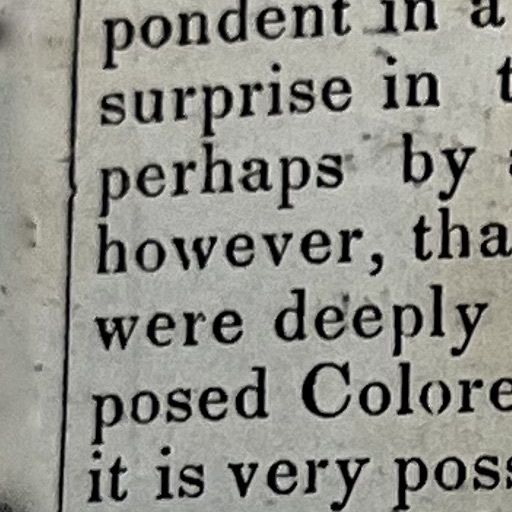 pondent in a
surprise in t
perhaps by
however, tha
were deeply
posed Colore
it is very poss